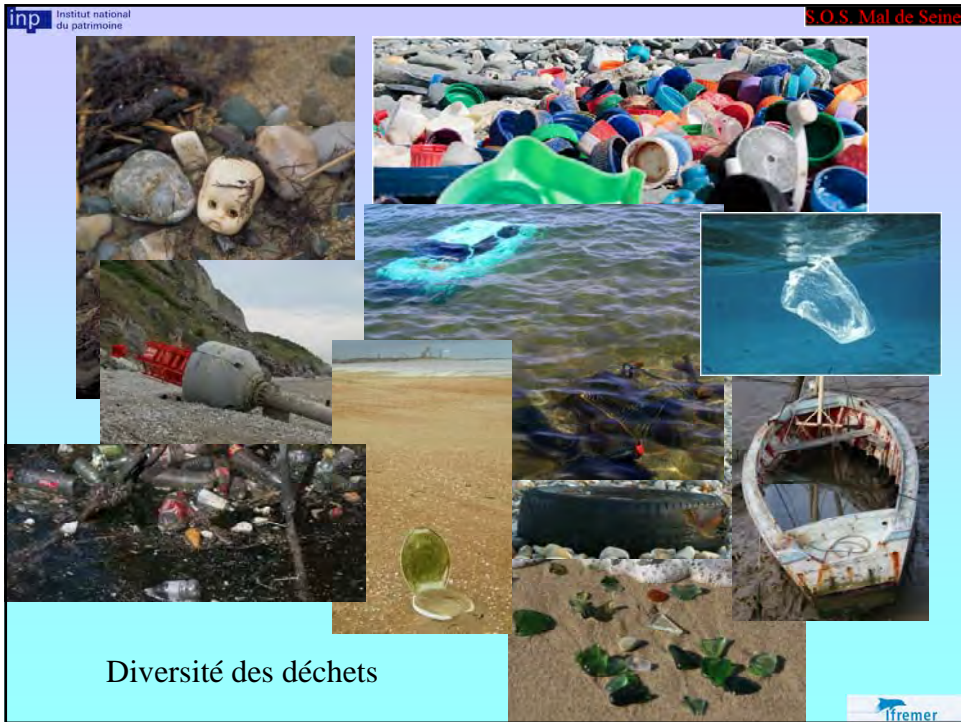 inp Institut national
du patrimoine
S.O.S. Mal de Seine
Diversité des déchets
Ifremer